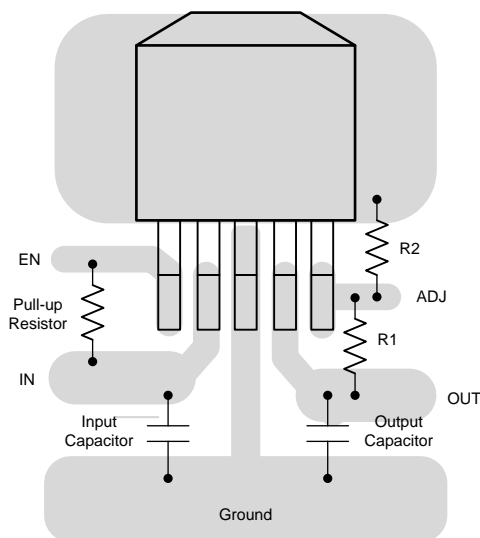 EN
R2
Pull-up
Resistor
ADJ
R1
IN
OUT
Input
Capacitor
Output
Capacitor
Ground